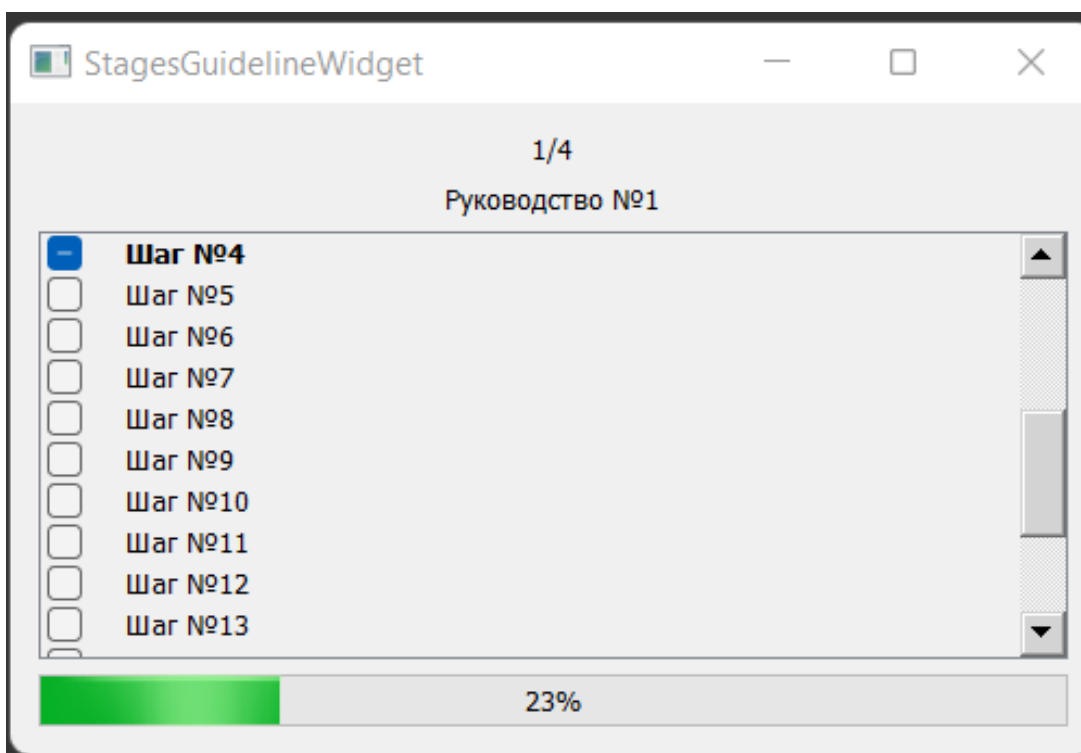 StagesGuidelineWidget
1/4
Руководство №1
Шаг №4
Шаг №5
Шаг №6
Шаг №7
Шаг №8
Шаг №9
Шаг №10
Шаг №11
Шаг №12
Шаг №13
23%